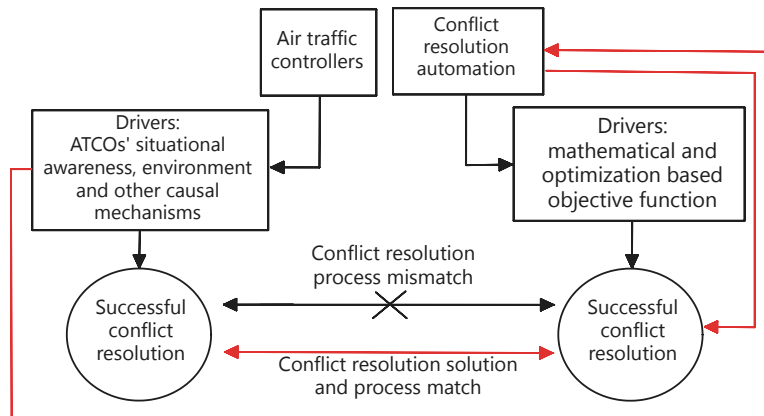 Air traffic
controllers
Conflict
resolution
automation
Drivers:
ATCOs' situational
awareness, environment
and other causal
mechanisms
Drivers:
mathematical and
optimization based
objective function
Conflict resolution
process mismatch
Successful
conflict
resolution
Successful
conflict
resolution
Conflict resolution solution
and process match